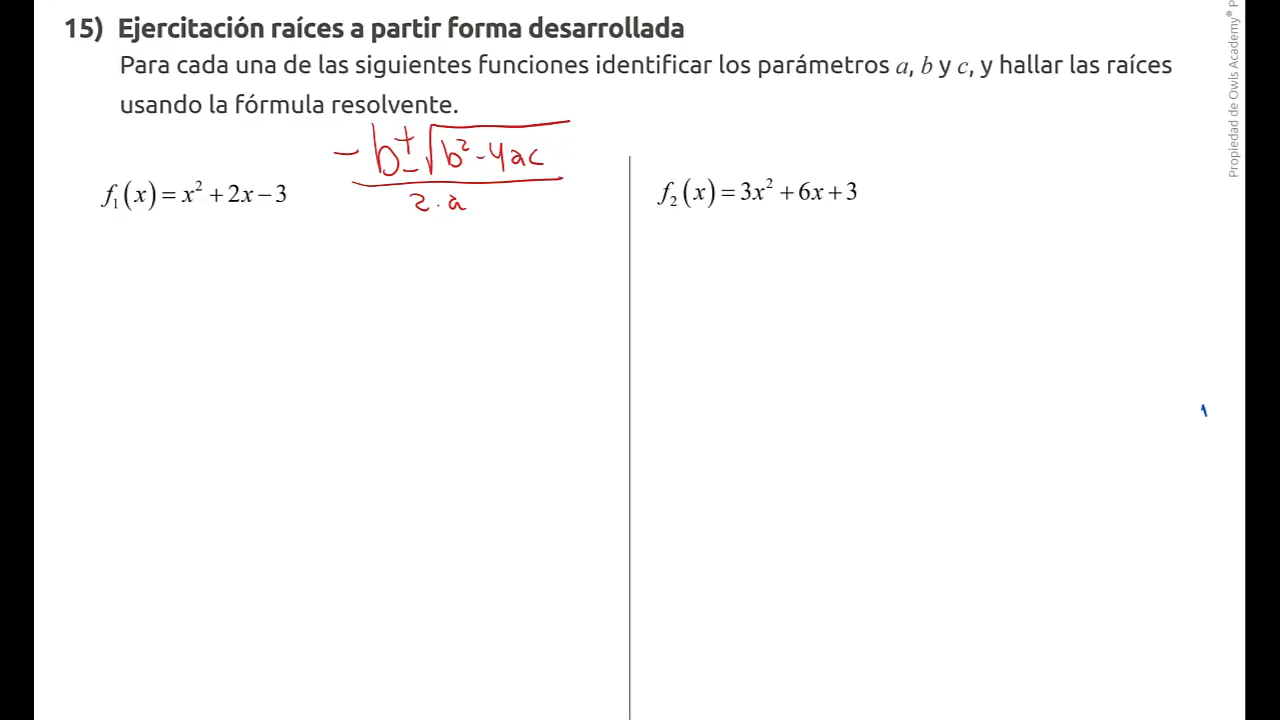 15) Ejercitación raíces a partir forma desarrollada
Para cada una de las siguientes funciones identificar los parámetros a, b y c, y hallar las raíces
usando la fórmula resolvente.
-b±√(b²-4ac)
2.a
f₁(x) = x² + 2x − 3
f₂(x) = 3x² + 6x + 3
Propiedad de Owls Academy® P